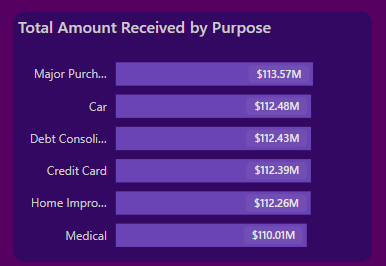 Total Amount Received by Purpose
Major Purch... $113.57M
Car $112.48M
Debt Consoli... $112.43M
Credit Card $112.39M
Home Impro... $112.26M
Medical $110.01M